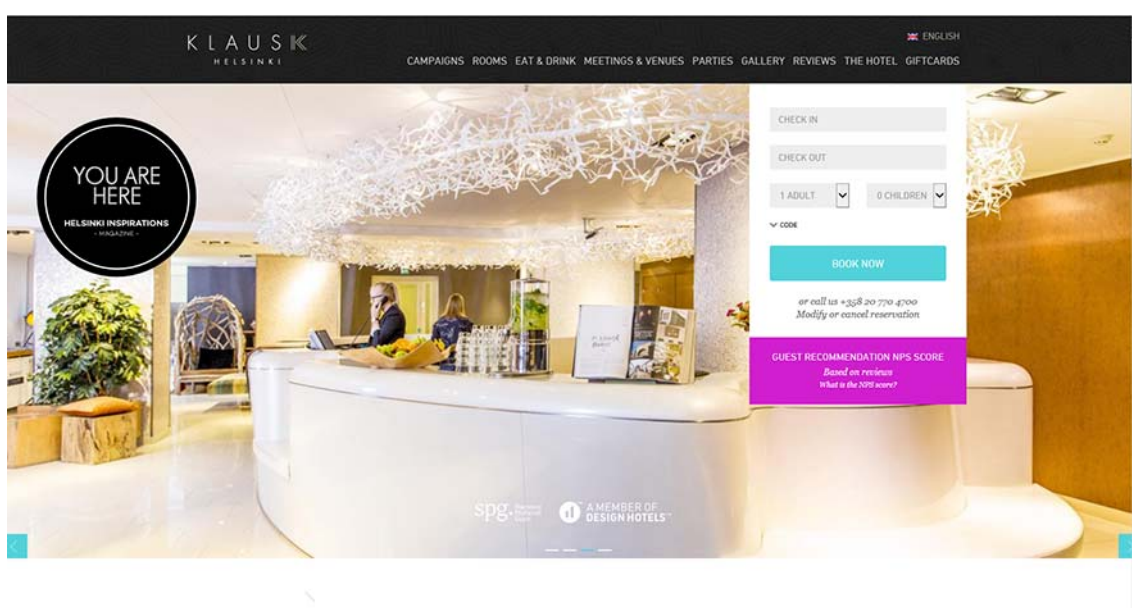 KLAUS K
HELSINKI
ENGLISH
CAMPAIGNS ROOMS EAT & DRINK MEETINGS & VENUES PARTIES GALLERY REVIEWS THE HOTEL GIFTCARDS
YOU ARE
HERE
HELSINKI INSPIRATIONS
- MAGAZINE -
CHECK IN
CHECK OUT
1 ADULT 0 CHILDREN
CODE
BOOK NOW
or call us +358 20 770 4700
Modify or cancel reservation
GUEST RECOMMENDATION NPS SCORE
Based on reviews
What is the NPS score?
spg.
A MEMBER OF
DESIGN HOTELS™